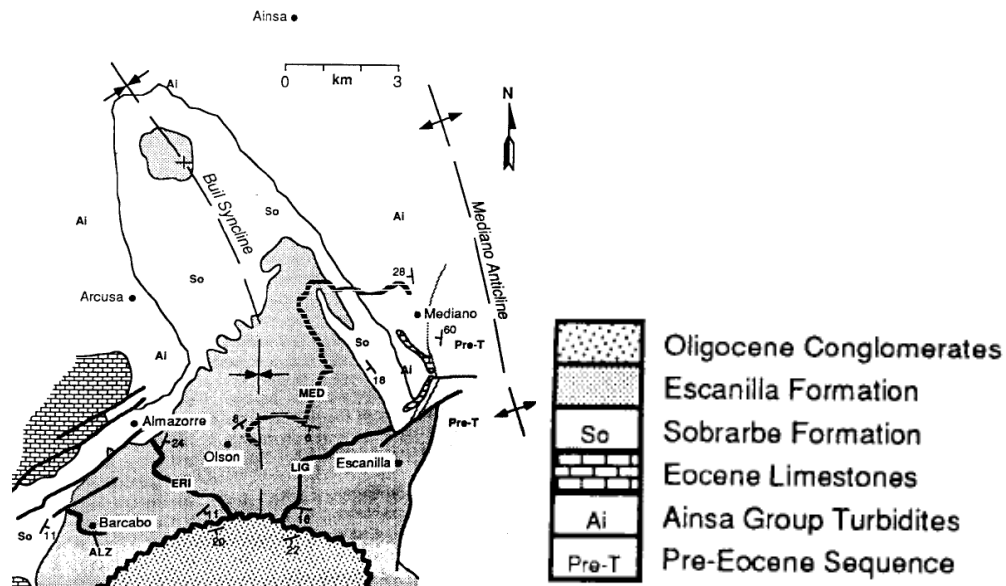 Ainsa
0 3
km
Ai
N
Buil Syncline
So
Ai
Ai
Mediano Anticline
So
28
Arcusa
Mediano
60
Pre-T
Ai
So
18
Ai
MED
Almazorre
24
8
Olson
6
Pre-T
LIG
Escanilla
ERI
11
16
Barcabo
20
22
So
11
ALZ
Oligocene Conglomerates
Escanilla Formation
So Sobrarbe Formation
Eocene Limestones
Ai Ainsa Group Turbidites
Pre-T Pre-Eocene Sequence